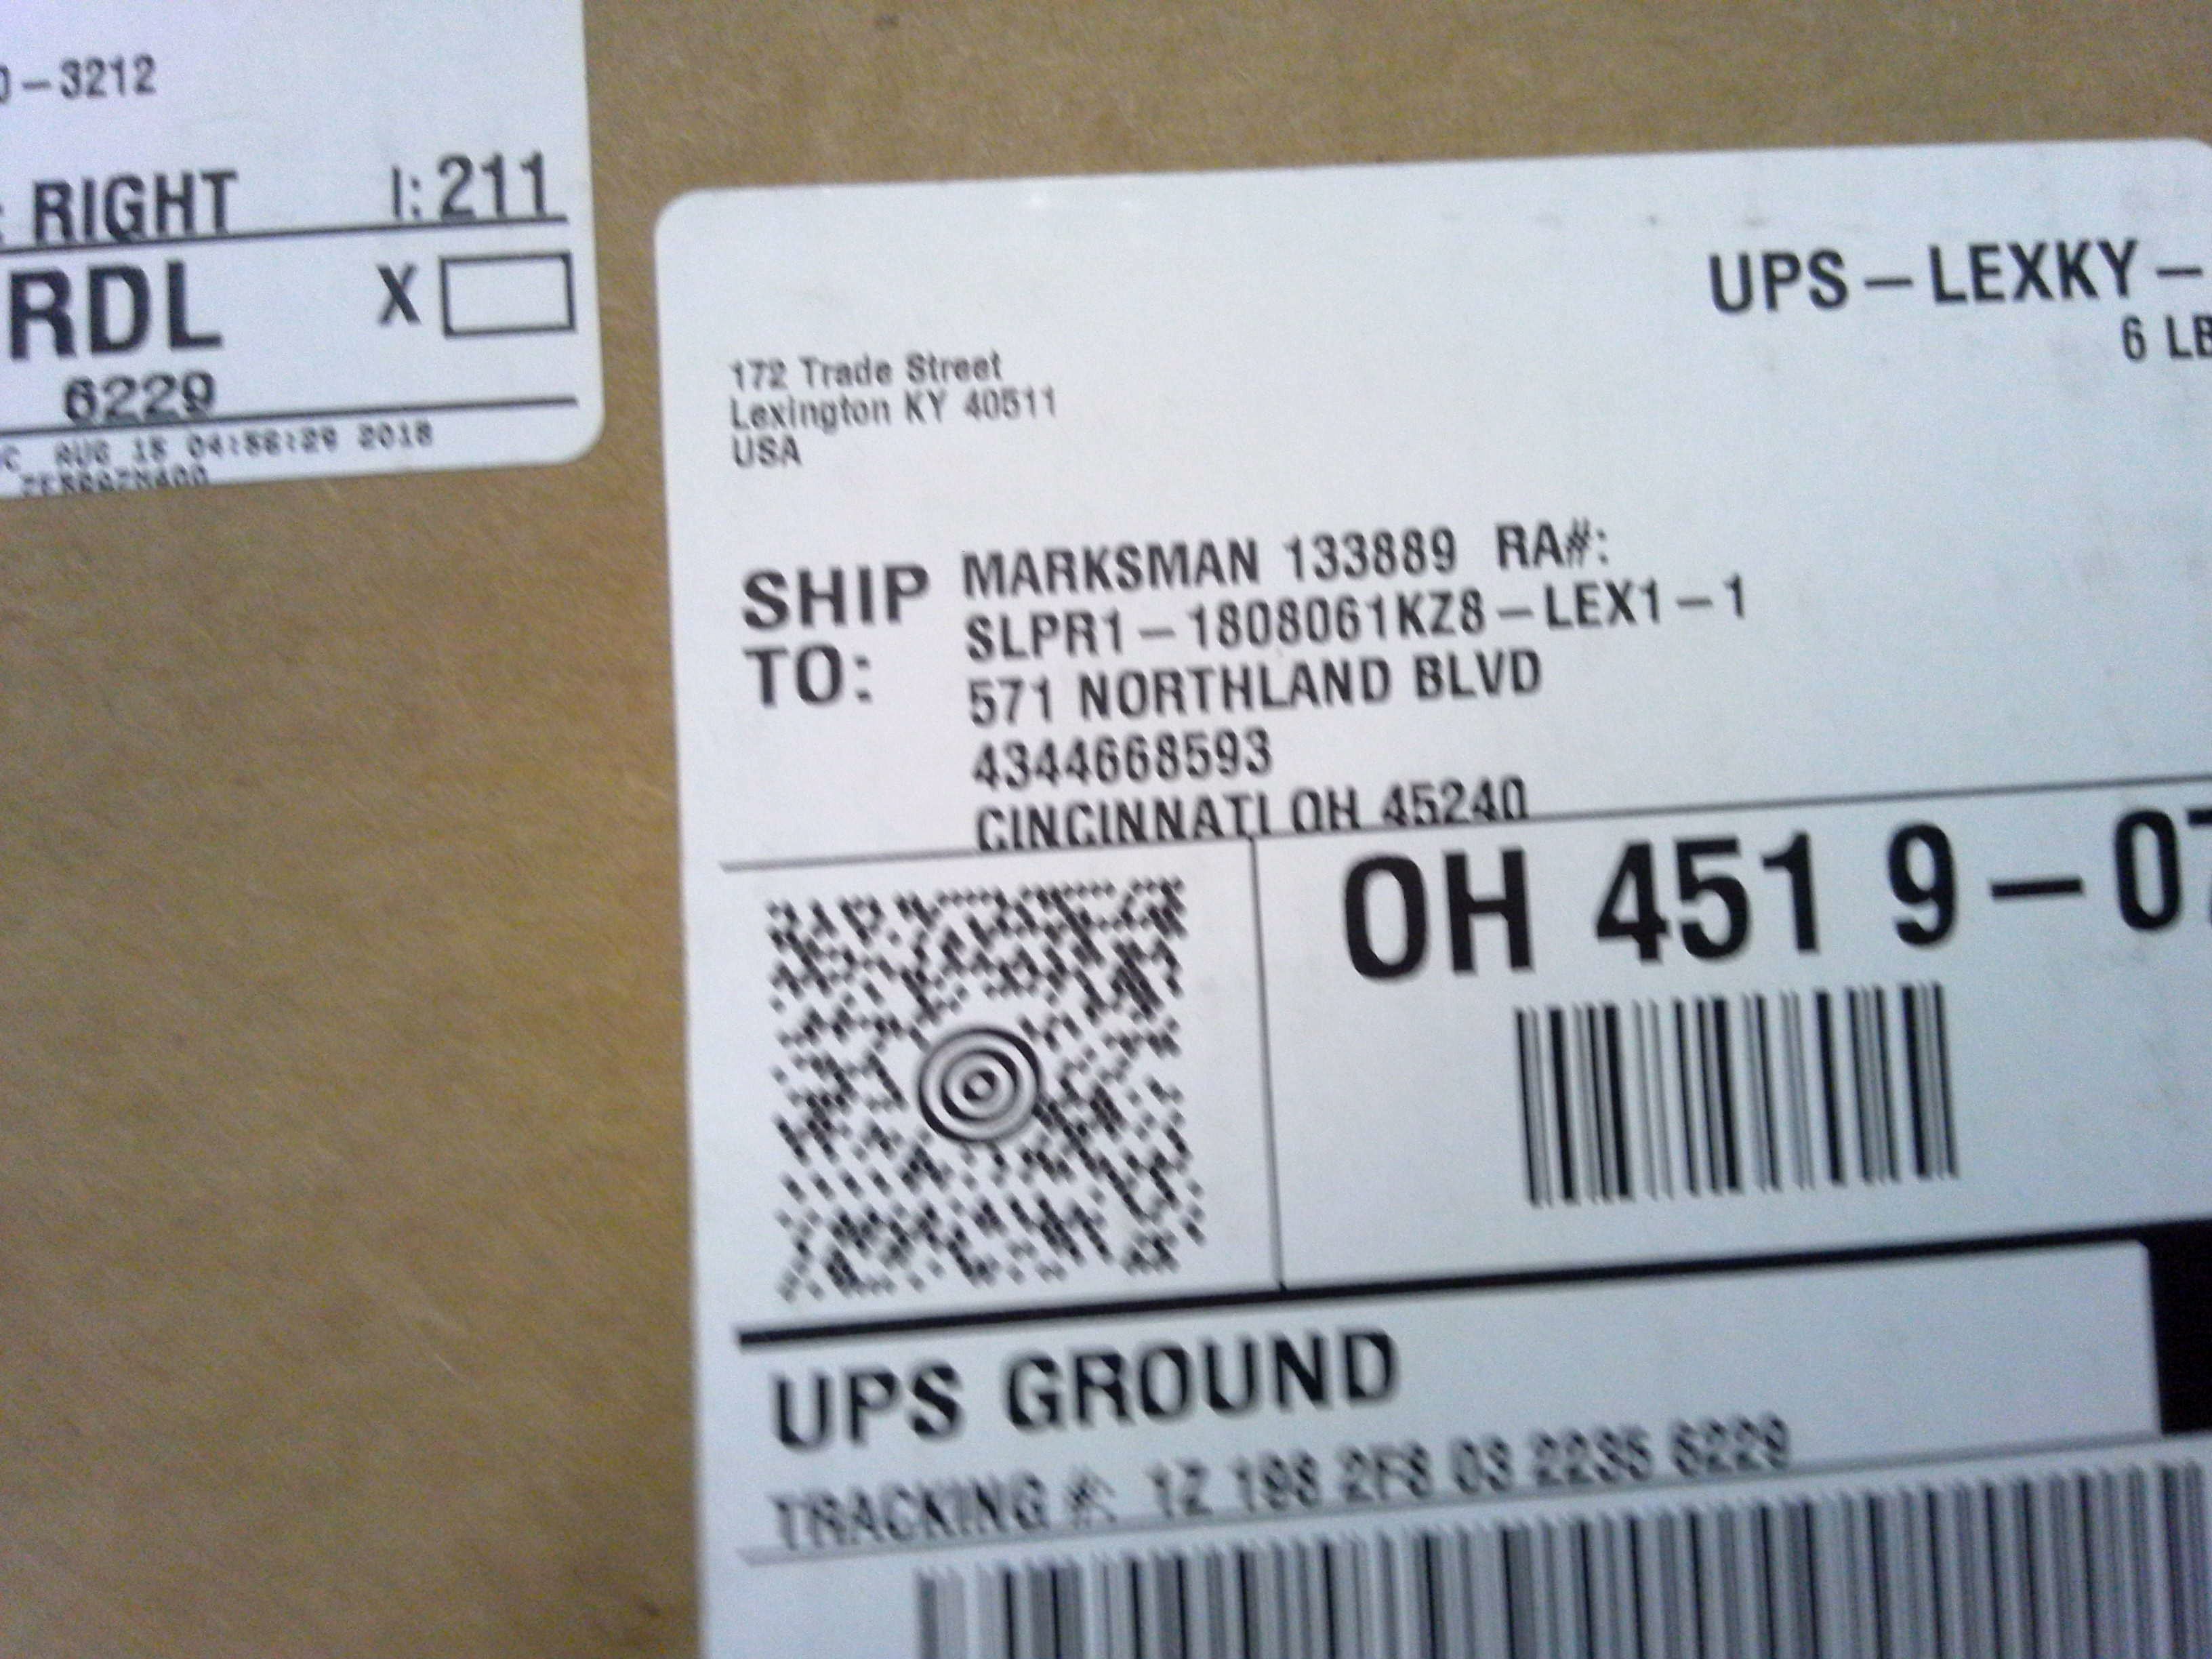 -3212
RIGHT I: 211
RDL X
6229
AUG 15 04:56:29 2018
UPS-LEXKY-
6 LB
172 Trade Street
Lexington KY 40511
USA
SHIP TO:
MARKSMAN 133889 RA#:
SLPR1-1808061KZ8-LEX1-1
571 NORTHLAND BLVD
4344668593
CINCINNATI OH 45240
OH 451 9-07
UPS GROUND
TRACKING #: 1Z 198 2F8 03 2235 6229